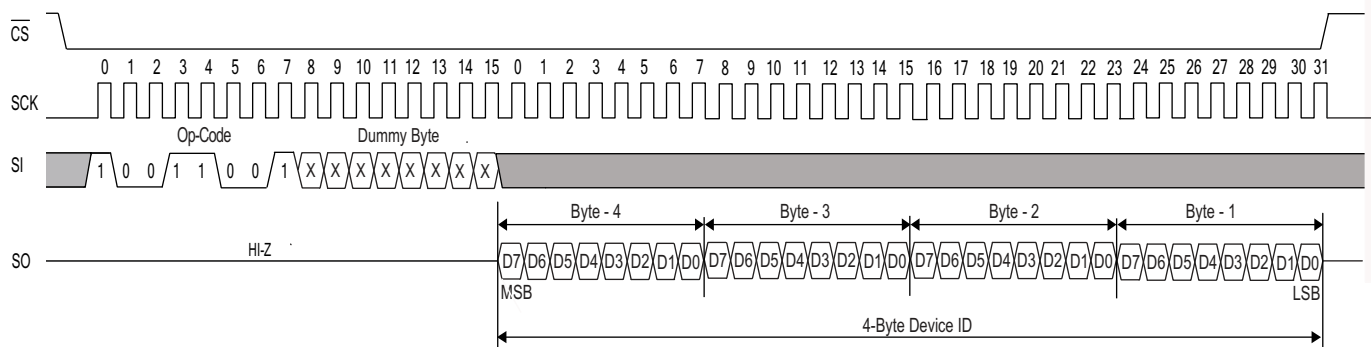 CS
0 1 2 3 4 5 6 7 8 9 10 11 12 13 14 15 0 1 2 3 4 5 6 7 8 9 10 11 12 13 14 15 16 17 18 19 20 21 22 23 24 25 26 27 28 29 30 31
SCK
Op-Code Dummy Byte
SI 1 0 0 1 1 0 0 1 X X X X X X X X
Byte - 4 Byte - 3 Byte - 2 Byte - 1
HI-Z
SO D7 D6 D5 D4 D3 D2 D1 D0 D7 D6 D5 D4 D3 D2 D1 D0 D7 D6 D5 D4 D3 D2 D1 D0 D7 D6 D5 D4 D3 D2 D1 D0
MSB LSB
4-Byte Device ID